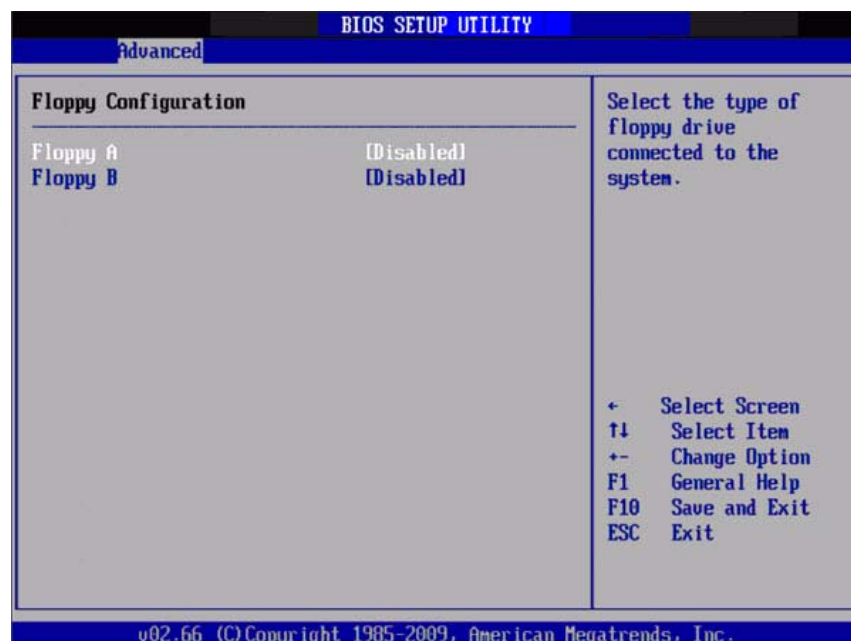 BIOS SETUP UTILITY
Advanced
Floppy Configuration
Floppy A [Disabled]
Floppy B [Disabled]
Select the type of
floppy drive
connected to the
system.
← Select Screen
↑↓ Select Item
+- Change Option
F1 General Help
F10 Save and Exit
ESC Exit
v02.66 (C)Copyright 1985-2009, American Megatrends, Inc.